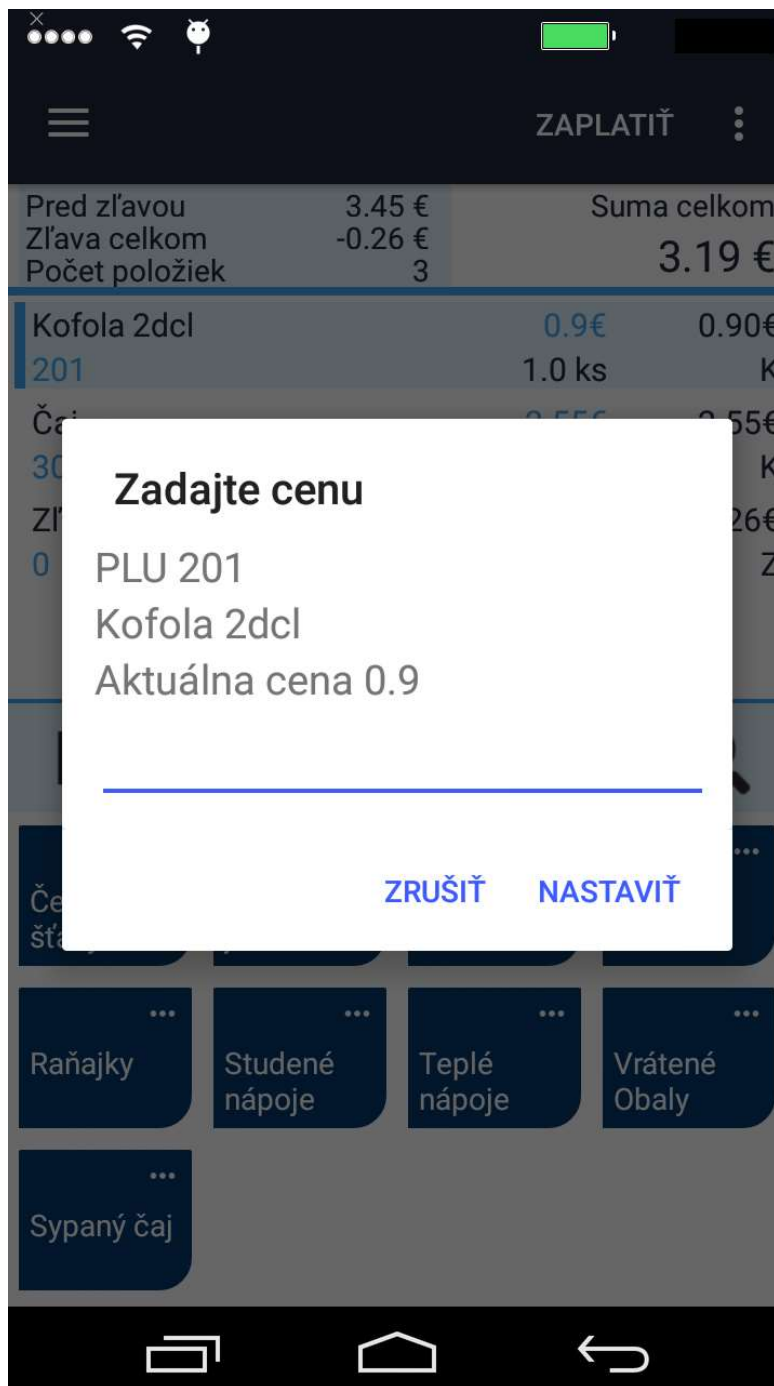 ZAPLATIŤ
Pred zľavou 3.45 €
Suma celkom
Zľava celkom -0.26 €
3.19 €
Počet položiek 3
Kofola 2dcl 0.9€ 0.90€
201 1.0 ks K
Zadajte cenu
PLU 201
Kofola 2dcl
Aktuálna cena 0.9
ZRUŠIŤ NASTAVIŤ
Raňajky
Studené
nápoje
Teplé
nápoje
Vrátené
Obaly
Sypaný čaj